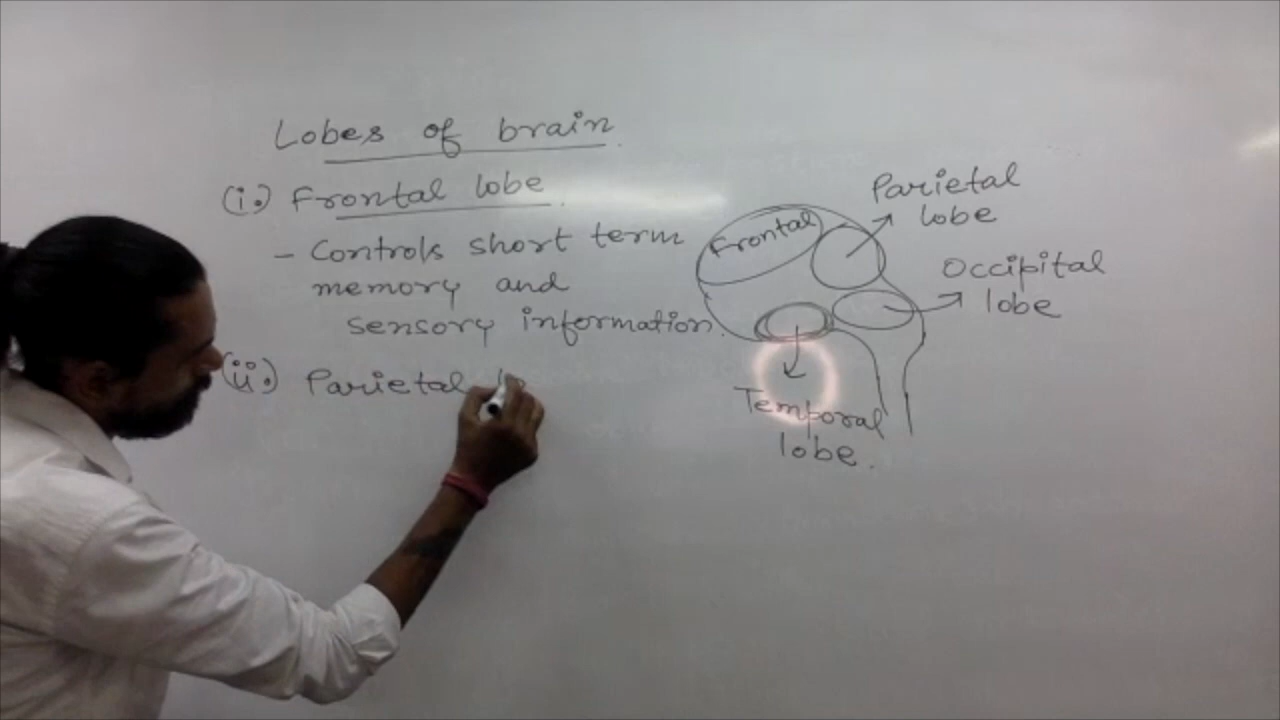 Lobes of brain.
(i.) Frontal lobe.
- Controls short term
memory and
sensory information.
(ii.) Parietal
Frontal
Parietal
lobe
Occipital
lobe
Temporal
lobe.